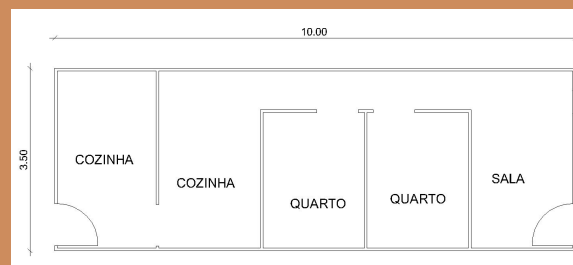 10.00
3.50
COZINHA
COZINHA
QUARTO
QUARTO
SALA